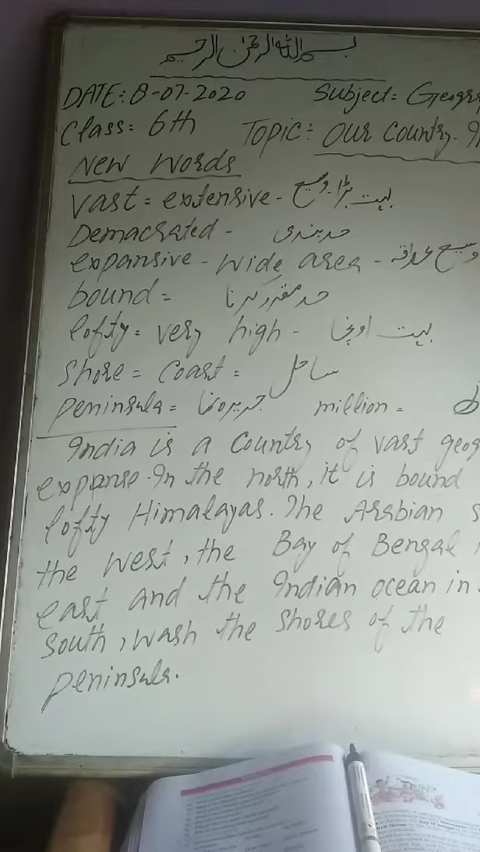 بسم الله الرحمن الرحيم
DATE: 8-07-2020 Subject= Geogr
Class= 6th Topic: Our Country-
New Words
Vast = extensive - بہت بڑا۔ وسیع
Demacrated - حد بندی
expansive - wide area - وسیع علاقہ
bound = حد مقرر کرنا
lofty = very high - بہت اونچا
Shore = Coast = ساحل
Peninsula = جزیرہ نما million =
India is a Country of vast geog
expanse. In the north, it is bound
lofty Himalayas. The Arabian s
the west, the Bay of Bengal
east and the Indian ocean in
south, wash the shores of the
peninsula.